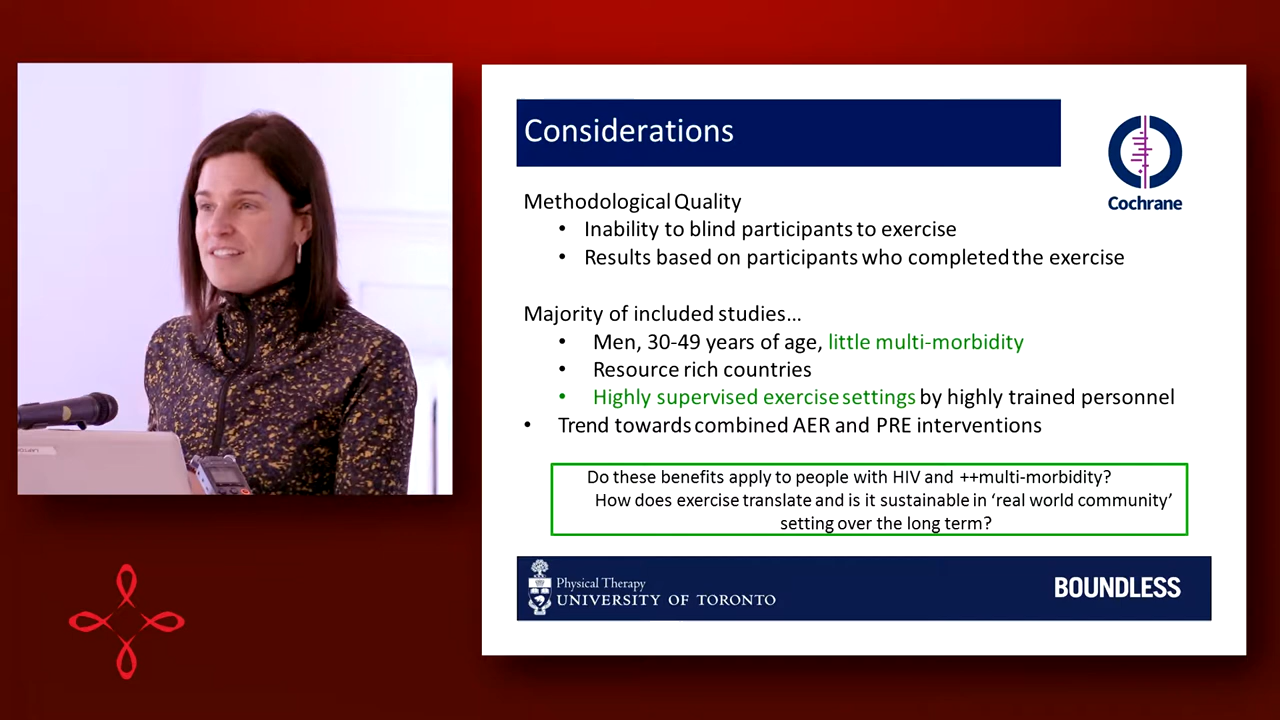 Considerations
Cochrane
Methodological Quality
• Inability to blind participants to exercise
• Results based on participants who completed the exercise
Majority of included studies...
• Men, 30-49 years of age, little multi-morbidity
• Resource rich countries
• Highly supervised exercise settings by highly trained personnel
• Trend towards combined AER and PRE interventions
Do these benefits apply to people with HIV and ++multi-morbidity?
How does exercise translate and is it sustainable in ‘real world community’
setting over the long term?
Physical Therapy
UNIVERSITY OF TORONTO
BOUNDLESS